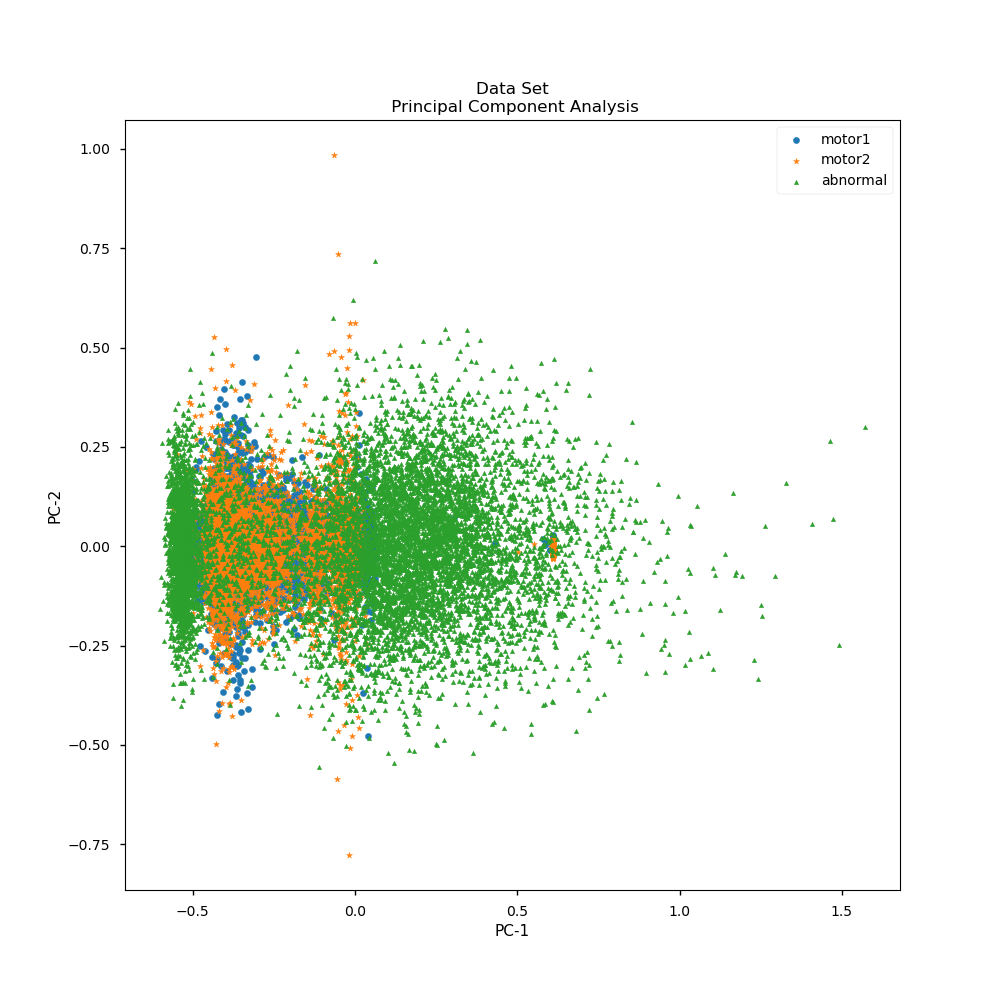 Data Set
Principal Component Analysis
motor1
motor2
abnormal
1.00
0.75
0.50
0.25
0.00
−0.25
−0.50
−0.75
PC-2
−0.5
0.0
0.5
1.0
1.5
PC-1